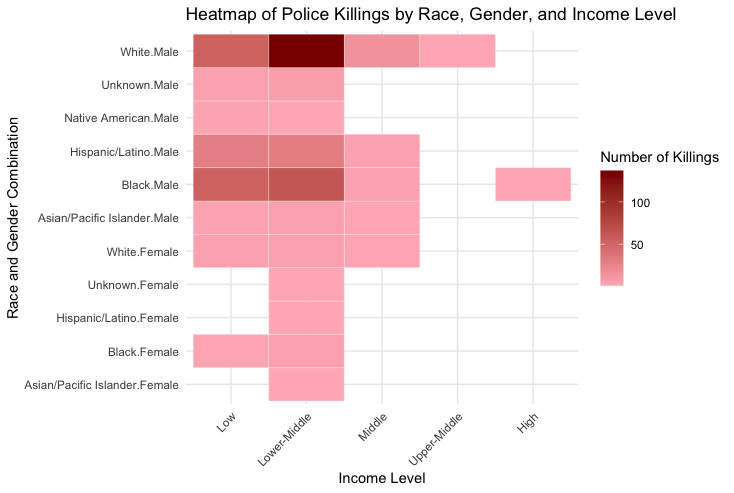 Heatmap of Police Killings by Race, Gender, and Income Level
Race and Gender Combination
White.Male
Unknown.Male
Native American.Male
Hispanic/Latino.Male
Black.Male
Asian/Pacific Islander.Male
White.Female
Unknown.Female
Hispanic/Latino.Female
Black.Female
Asian/Pacific Islander.Female
Low
Lower-Middle
Middle
Upper-Middle
High
Income Level
Number of Killings
100
50